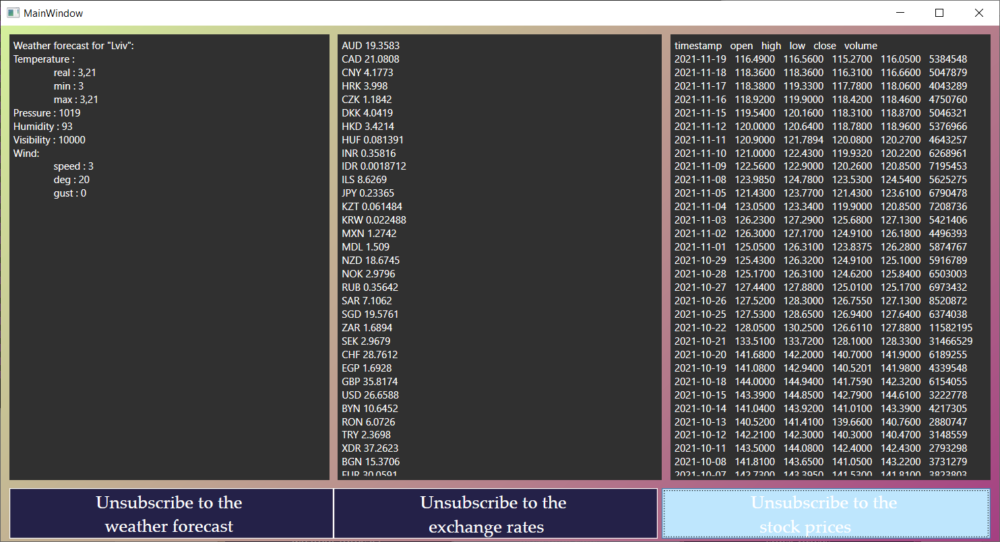 MainWindow
Weather forecast for "Lviv":
Temperature :
real : 3,21
min : 3
max : 3,21
Pressure : 1019
Humidity : 93
Visibility : 10000
Wind:
speed : 3
deg : 20
gust : 0
AUD 19.3583
CAD 21.0808
CNY 4.1773
HRK 3.998
CZK 1.1842
DKK 4.0419
HKD 3.4214
HUF 0.081391
INR 0.35816
IDR 0.0018712
ILS 8.6269
JPY 0.23365
KZT 0.061484
KRW 0.022488
MXN 1.2742
MDL 1.509
NZD 18.6745
NOK 2.9796
RUB 0.35642
SAR 7.1062
SGD 19.5761
ZAR 1.6894
SEK 2.9679
CHF 28.7612
EGP 1.6928
GBP 35.8174
USD 26.6588
BYN 10.6452
RON 6.0726
TRY 2.3698
XDR 37.2623
BGN 15.3706
EUR 30.0591
timestamp open high low close volume
2021-11-19 116.4900 116.5600 115.2700 116.0500 5384548
2021-11-18 118.3600 118.3600 116.3100 116.6600 5047879
2021-11-17 118.3800 119.3300 117.7800 118.0600 4043289
2021-11-16 118.9200 119.9000 118.4200 118.4600 4750760
2021-11-15 119.5400 120.1600 118.3100 118.8700 5046321
2021-11-12 120.0000 120.6400 118.7800 118.9600 5376966
2021-11-11 120.9000 121.7894 120.0800 120.2700 4643257
2021-11-10 121.0000 122.4300 119.9320 120.2200 6268961
2021-11-09 122.5600 122.9000 120.2600 120.8500 7195453
2021-11-08 123.9850 124.7800 123.5300 124.5400 5625275
2021-11-05 121.4300 123.7700 121.4300 123.6100 6790478
2021-11-04 123.0500 123.3400 119.9000 120.8500 7208736
2021-11-03 126.2300 127.2900 125.6800 127.1300 5421406
2021-11-02 126.3000 127.1700 124.9100 126.1800 4496393
2021-11-01 125.0500 126.3100 123.8375 126.2800 5874767
2021-10-29 125.4300 126.3200 124.9100 125.1000 5916789
2021-10-28 125.1700 126.3100 124.6200 125.8400 6503003
2021-10-27 127.4400 127.8800 125.0100 125.1700 6973432
2021-10-26 127.5200 128.3000 126.7550 127.1300 8520872
2021-10-25 127.5300 128.6500 126.9400 127.6400 6374038
2021-10-22 128.0500 130.2500 126.6110 127.8800 11582195
2021-10-21 133.5100 133.7200 128.1000 128.3300 31466529
2021-10-20 141.6800 142.2000 140.7000 141.9000 6189255
2021-10-19 141.0800 142.9400 140.5201 141.9800 4339548
2021-10-18 144.0000 144.9400 141.7590 142.3200 6154055
2021-10-15 143.3900 144.8500 142.7900 144.6100 3222778
2021-10-14 141.0400 143.9200 141.0100 143.3900 4217305
2021-10-13 140.5200 141.4100 139.6600 140.7600 2880747
2021-10-12 142.2100 142.3000 140.3000 140.4700 3148559
2021-10-11 143.5000 144.0800 142.4000 142.4300 2793298
2021-10-08 141.8100 143.6500 141.0500 143.2200 3731279
2021-10-07 142.7300 143.3950 141.5300 141.8100 3823803
Unsubscribe to the
weather forecast
Unsubscribe to the
exchange rates
Unsubscribe to the
stock prices